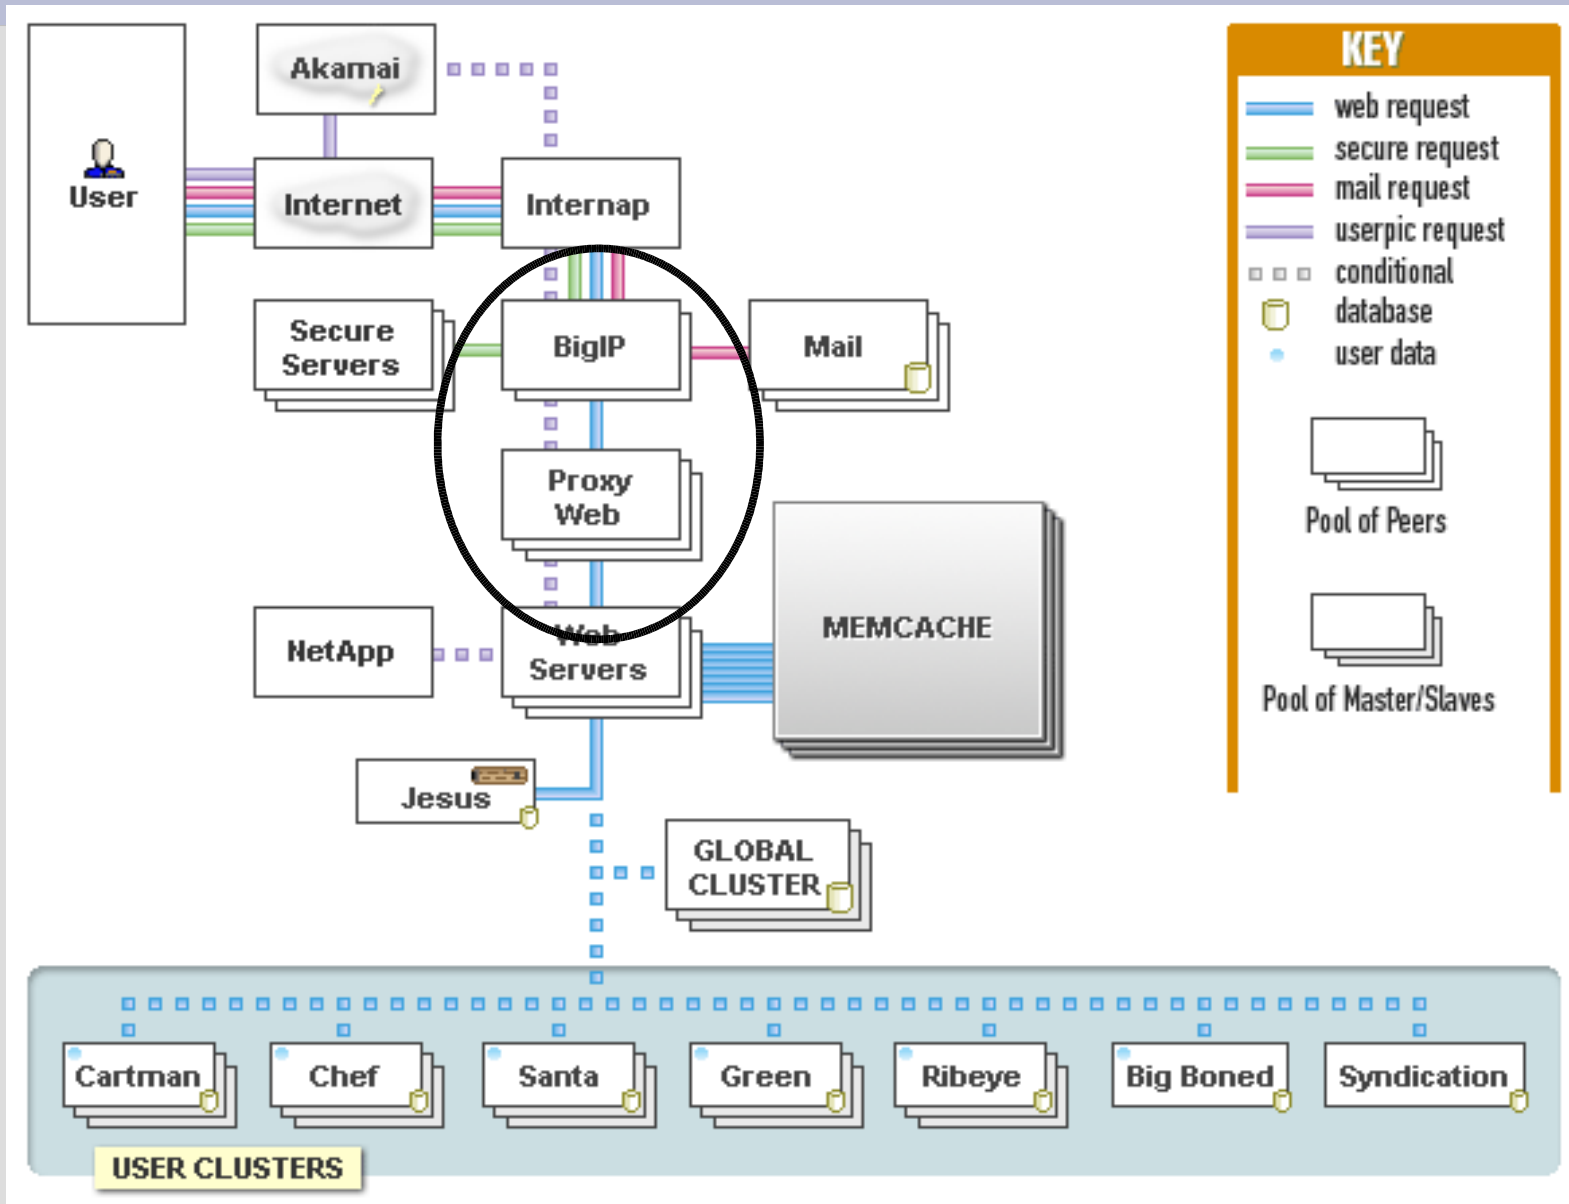 Akamai
KEY
web request
secure request
mail request
userpic request
conditional
database
user data
Pool of Peers
Pool of Master/Slaves
User
Internet
Internap
Secure
Servers
BigIP
Mail
Proxy
Web
NetApp
Web
Servers
MEMCACHE
Jesus
GLOBAL
CLUSTER
Cartman
Chef
Santa
Green
Ribeye
Big Boned
Syndication
USER CLUSTERS